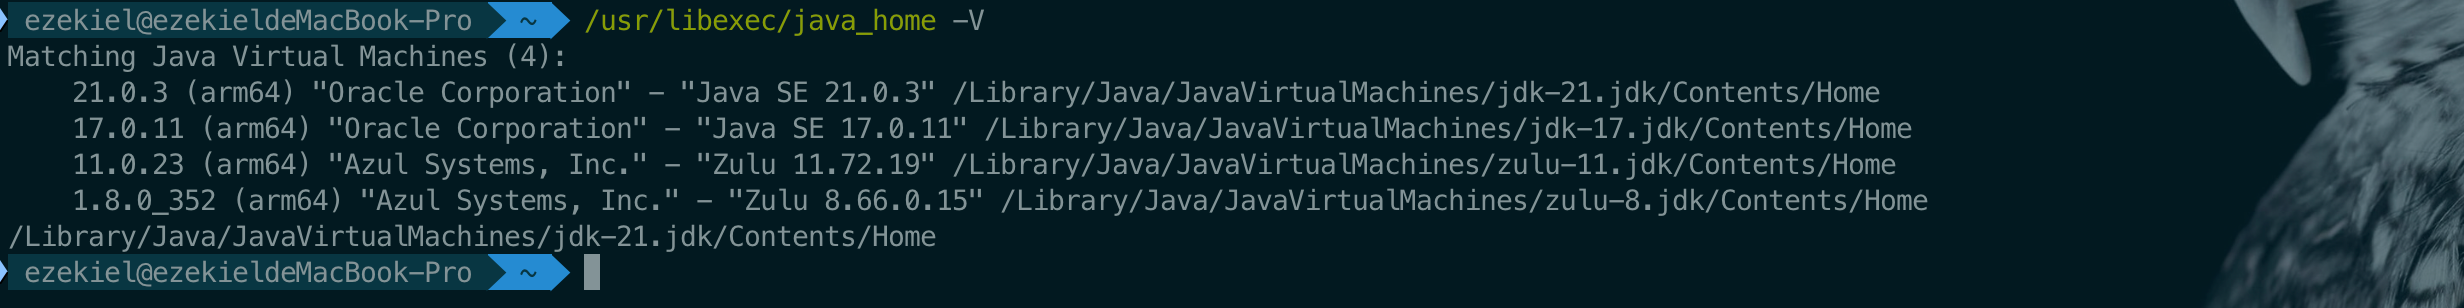 ezekiel@ezekieldeMacBook-Pro ~ /usr/libexec/java_home -V
Matching Java Virtual Machines (4):
    21.0.3 (arm64) "Oracle Corporation" - "Java SE 21.0.3" /Library/Java/JavaVirtualMachines/jdk-21.jdk/Contents/Home
    17.0.11 (arm64) "Oracle Corporation" - "Java SE 17.0.11" /Library/Java/JavaVirtualMachines/jdk-17.jdk/Contents/Home
    11.0.23 (arm64) "Azul Systems, Inc." - "Zulu 11.72.19" /Library/Java/JavaVirtualMachines/zulu-11.jdk/Contents/Home
    1.8.0_352 (arm64) "Azul Systems, Inc." - "Zulu 8.66.0.15" /Library/Java/JavaVirtualMachines/zulu-8.jdk/Contents/Home
/Library/Java/JavaVirtualMachines/jdk-21.jdk/Contents/Home
ezekiel@ezekieldeMacBook-Pro ~